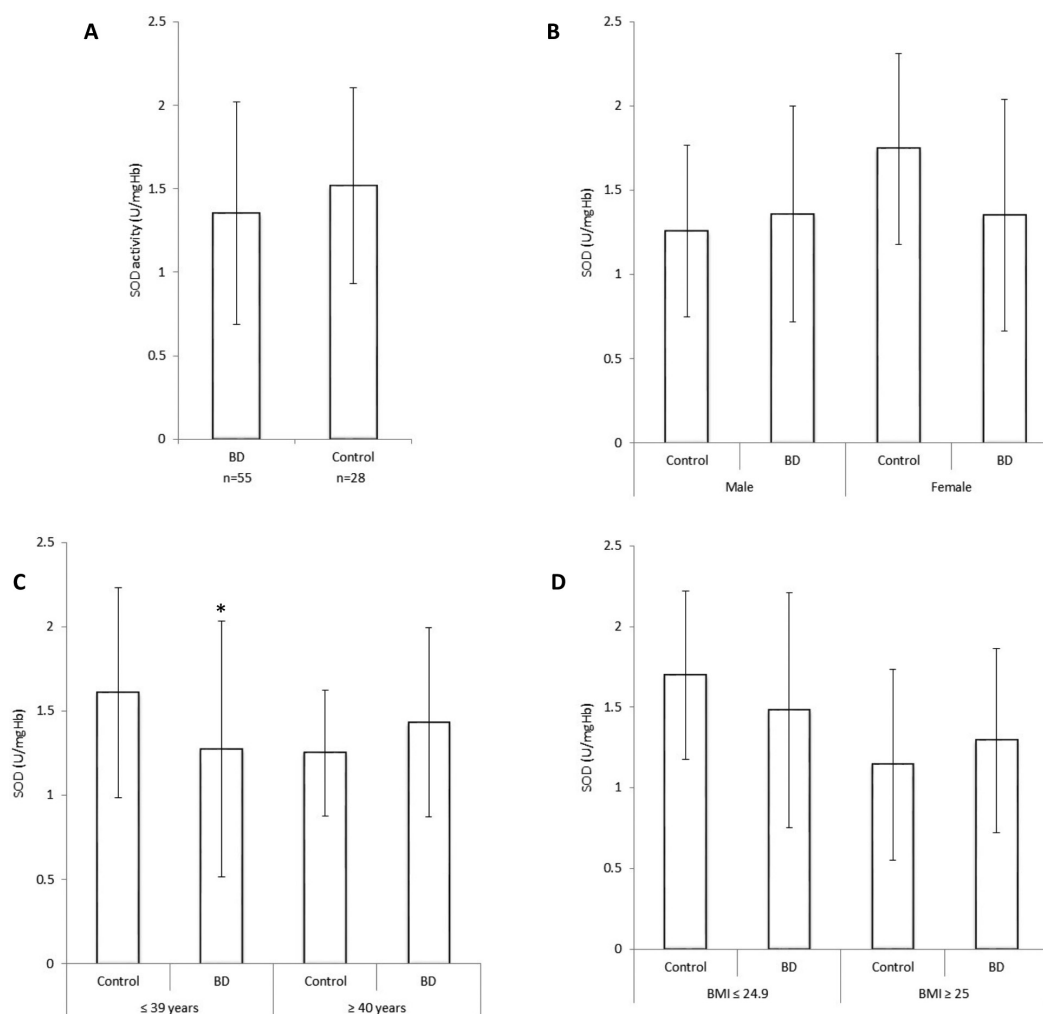 A
SOD activity (U/mgHb)
2.5
2
1.5
1
0.5
0
BD Control
n=55 n=28
B
SOD (U/mgHb)
2.5
2
1.5
1
0.5
0
Control BD Control BD
Male Female
C
SOD (U/mgHb)
2.5
2
1.5
1
0.5
0
*
Control BD Control BD
≤ 39 years ≥ 40 years
D
SOD (U/mgHb)
2.5
2
1.5
1
0.5
0
Control BD Control BD
BMI ≤ 24.9 BMI ≥ 25